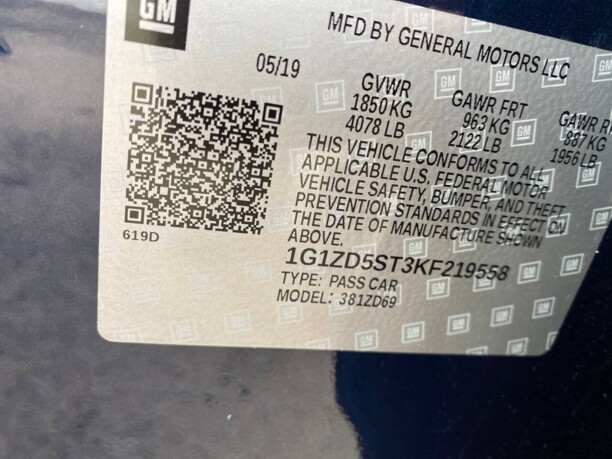 GM
MFD BY GENERAL MOTORS LLC
05/19
GVWR
1850 KG
4078 LB
GAWR FRT
963 KG
2122 LB
GAWR R
887 KG
1956 LB
THIS VEHICLE CONFORMS TO ALL
APPLICABLE U.S. FEDERAL MOTOR
VEHICLE SAFETY, BUMPER, AND THEFT
PREVENTION STANDARDS IN EFFECT ON
THE DATE OF MANUFACTURE SHOWN
ABOVE.
619D
1G1ZD5ST3KF219558
TYPE: PASS CAR
MODEL: 381ZD69